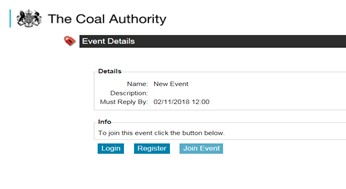 The Coal Authority
Event Details
Details
Name: New Event
Description:
Must Reply By: 02/11/2018 12:00
Info
To join this event click the button below.
Login Register Join Event